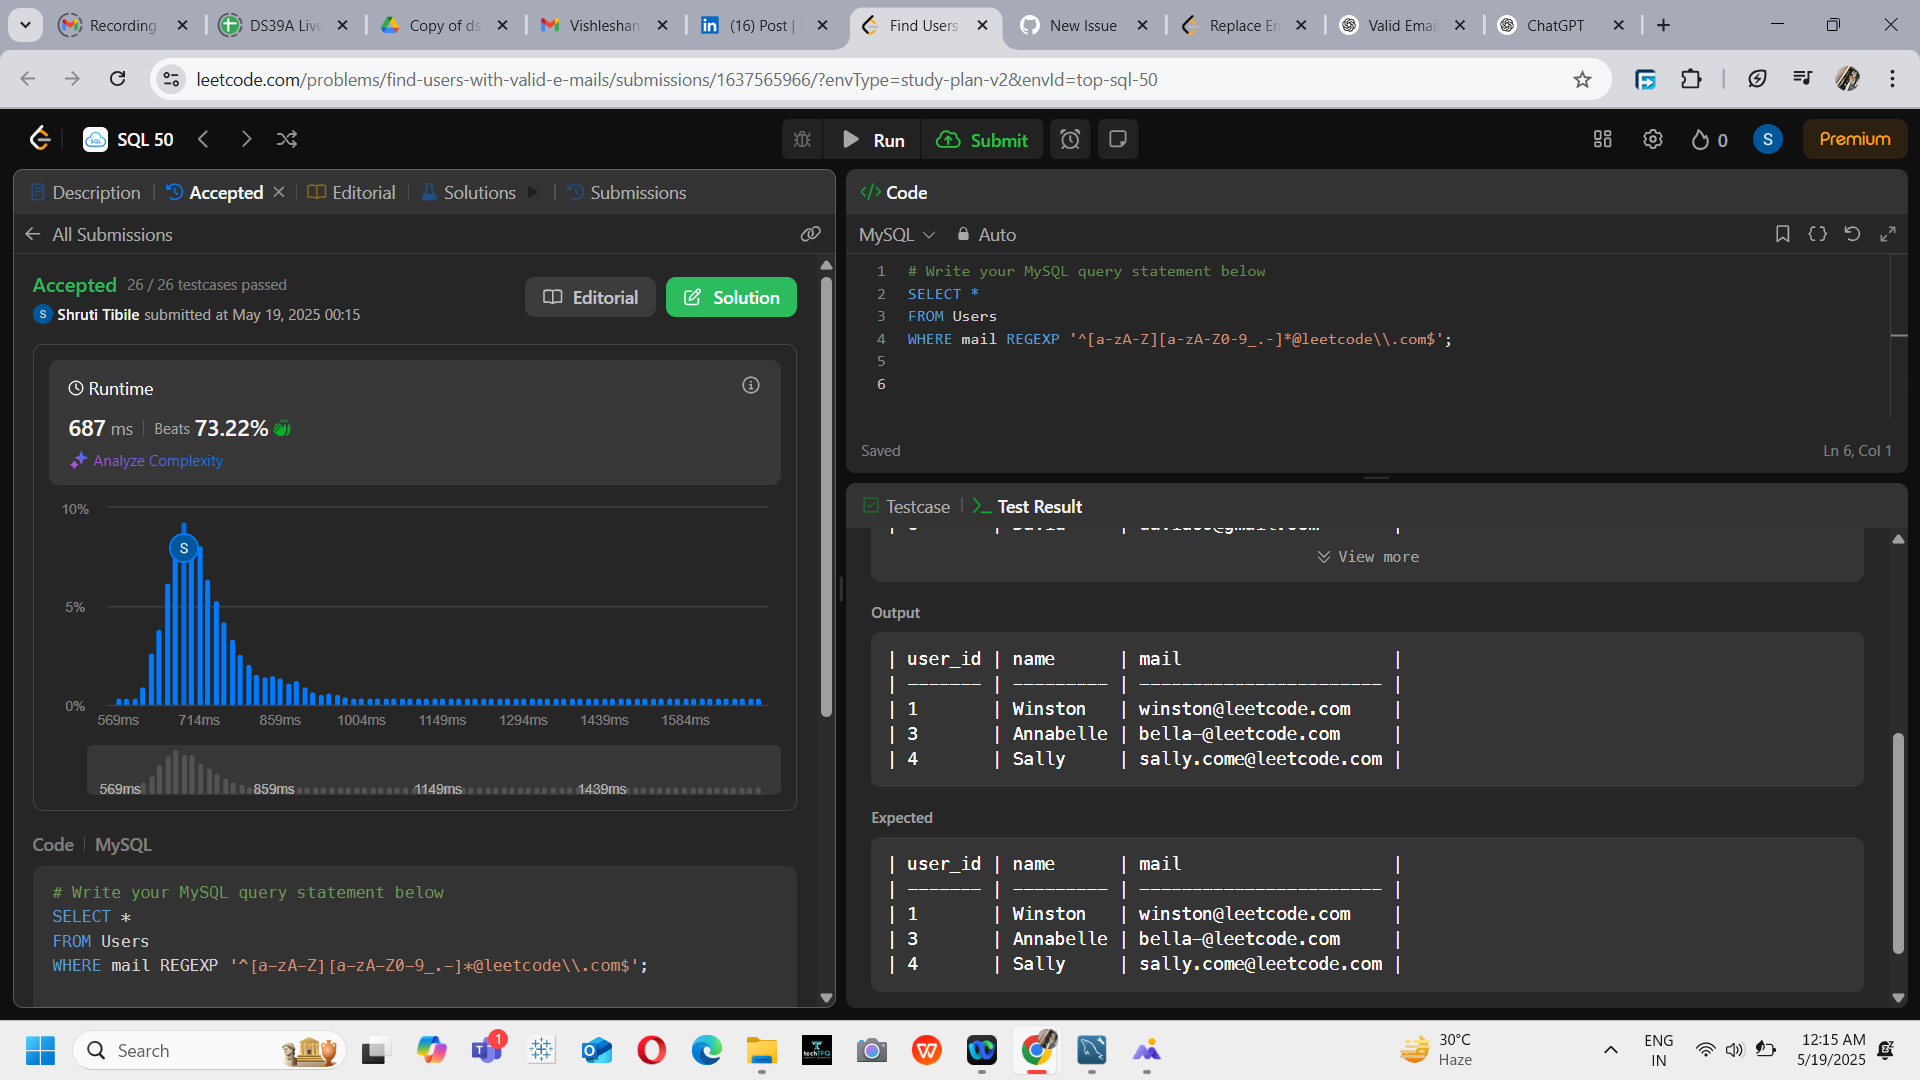 Recording
DS39A Live
Copy of ds
Vishleshan
(16) Post |
Find Users
New Issue
Replace En
Valid Email
ChatGPT
leetcode.com/problems/find-users-with-valid-e-mails/submissions/1637565966/?envType=study-plan-v2&envId=top-sql-50
SQL 50
Run
Submit
0
S
Premium
Description
Accepted
Editorial
Solutions
Submissions
All Submissions
Accepted 26 / 26 testcases passed
S Shruti Tibile submitted at May 19, 2025 00:15
Editorial
Solution
Runtime
687 ms Beats 73.22%
Analyze Complexity
10%
5%
0%
S
569ms 714ms 859ms 1004ms 1149ms 1294ms 1439ms 1584ms
569ms 859ms 1149ms 1439ms
Code MySQL
# Write your MySQL query statement below
SELECT *
FROM Users
WHERE mail REGEXP '^[a-zA-Z][a-zA-Z0-9_.-]*@leetcode\\.com$';
</> Code
MySQL Auto
1 # Write your MySQL query statement below
2 SELECT *
3 FROM Users
4 WHERE mail REGEXP '^[a-zA-Z][a-zA-Z0-9_.-]*@leetcode\\.com$';
5
6
Saved
Ln 6, Col 1
Testcase
Test Result
View more
Output
| user_id | name | mail |
| ------- | --------- | ----------------------- |
| 1 | Winston | winston@leetcode.com |
| 3 | Annabelle | bella-@leetcode.com |
| 4 | Sally | sally.come@leetcode.com |
Expected
| user_id | name | mail |
| ------- | --------- | ----------------------- |
| 1 | Winston | winston@leetcode.com |
| 3 | Annabelle | bella-@leetcode.com |
| 4 | Sally | sally.come@leetcode.com |
Search
1
techTFQ
30°C
Haze
ENG
IN
12:15 AM
5/19/2025